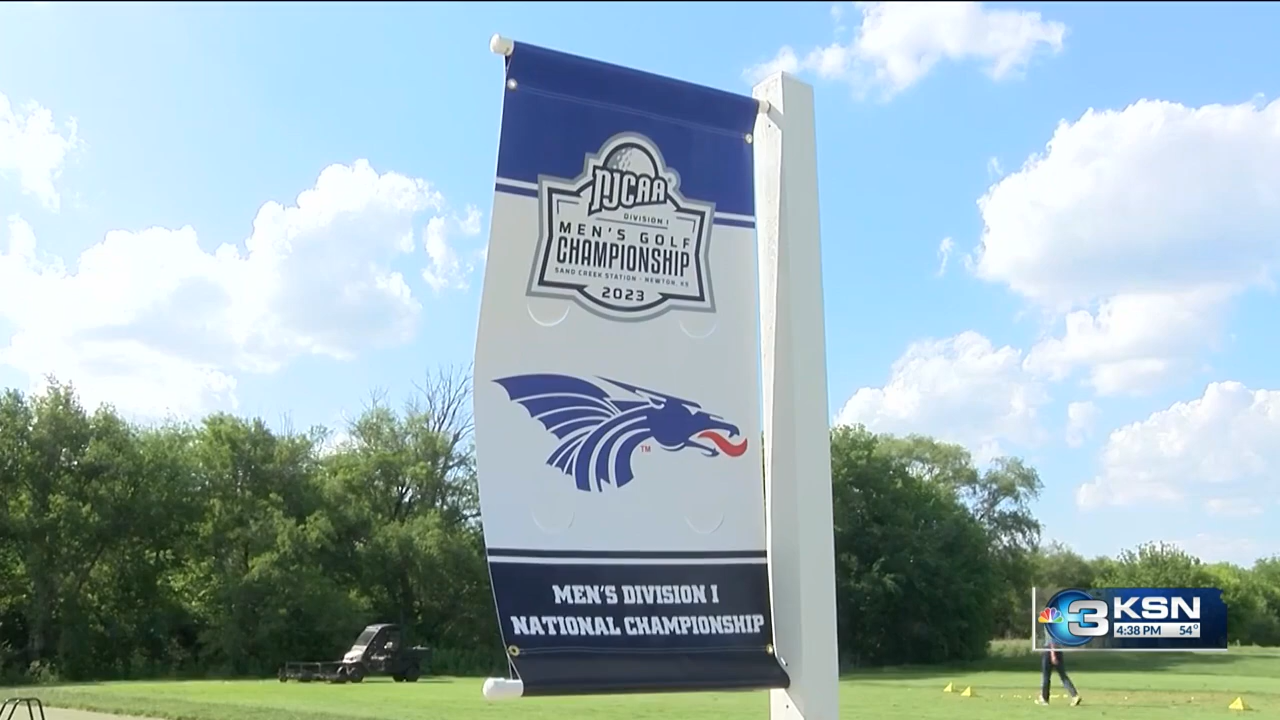 NJCAA
DIVISION I
MEN'S GOLF
CHAMPIONSHIP
SAND CREEK STATION - NEWTON, KS
2023
TM
MEN'S DIVISION I
NATIONAL CHAMPIONSHIP
3 KSN
4:38 PM 54°